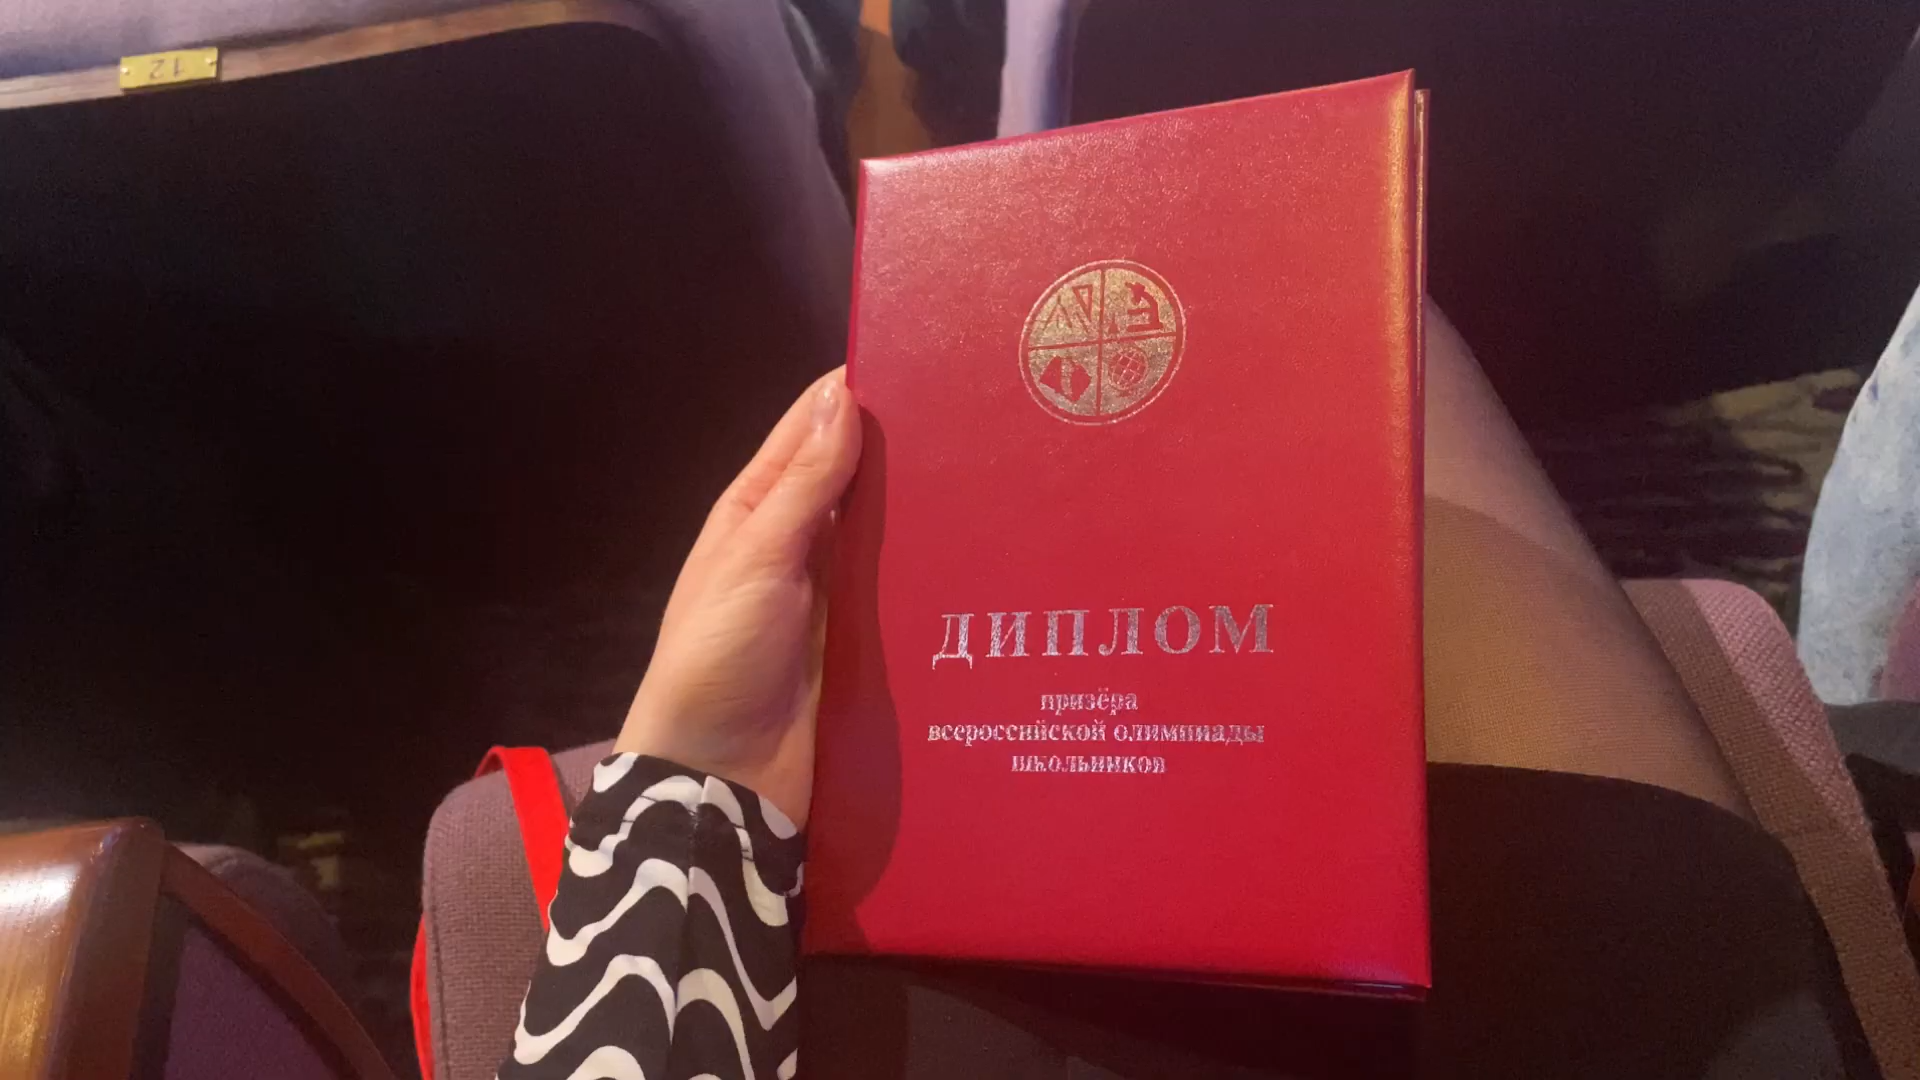 12
ДИПЛОМ
призёра
всероссийской олимпиады
школьников